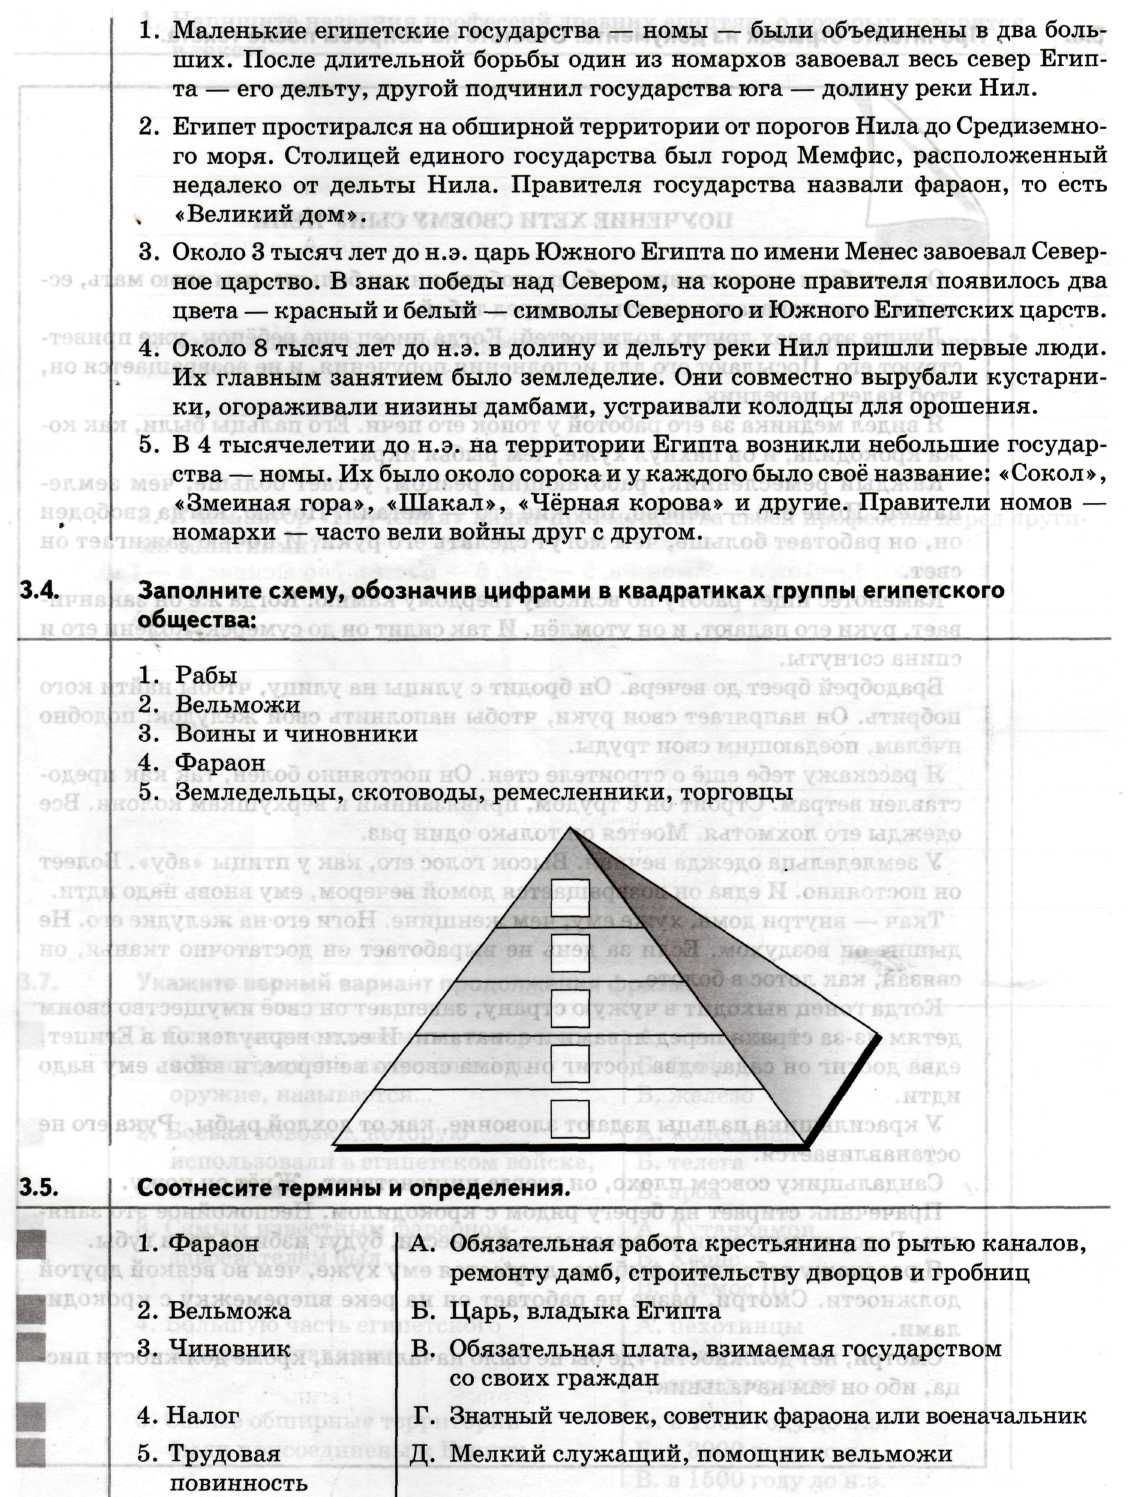 1. Маленькие египетские государства — номы — были объединены в два боль-
ших. После длительной борьбы один из номархов завоевал весь север Егип-
та — его дельту, другой подчинил государства юга — долину реки Нил.
2. Египет простирался на обширной территории от порогов Нила до Средиземно-
го моря. Столицей единого государства был город Мемфис, расположенный
недалеко от дельты Нила. Правителя государства назвали фараон, то есть
«Великий дом».
3. Около 3 тысяч лет до н.э. царь Южного Египта по имени Менес завоевал Север-
ное царство. В знак победы над Севером, на короне правителя появилось два
цвета — красный и белый — символы Северного и Южного Египетских царств.
4. Около 8 тысяч лет до н.э. в долину и дельту реки Нил пришли первые люди.
Их главным занятием было земледелие. Они совместно вырубали кустарни-
ки, огораживали низины дамбами, устраивали колодцы для орошения.
5. В 4 тысячелетии до н.э. на территории Египта возникли небольшие государ-
ства — номы. Их было около сорока и у каждого было своё название: «Сокол»,
«Змеиная гора», «Шакал», «Чёрная корова» и другие. Правители номов —
номархи — часто вели войны друг с другом.
3.4. Заполните схему, обозначив цифрами в квадратиках группы египетского
общества:
1. Рабы
2. Вельможи
3. Воины и чиновники
4. Фараон
5. Земледельцы, скотоводы, ремесленники, торговцы
3.5. Соотнесите термины и определения.
1. Фараон
2. Вельможа
3. Чиновник
4. Налог
5. Трудовая
повинность
А. Обязательная работа крестьянина по рытью каналов,
ремонту дамб, строительству дворцов и гробниц
Б. Царь, владыка Египта
В. Обязательная плата, взимаемая государством
со своих граждан
Г. Знатный человек, советник фараона или военачальник
Д. Мелкий служащий, помощник вельможи